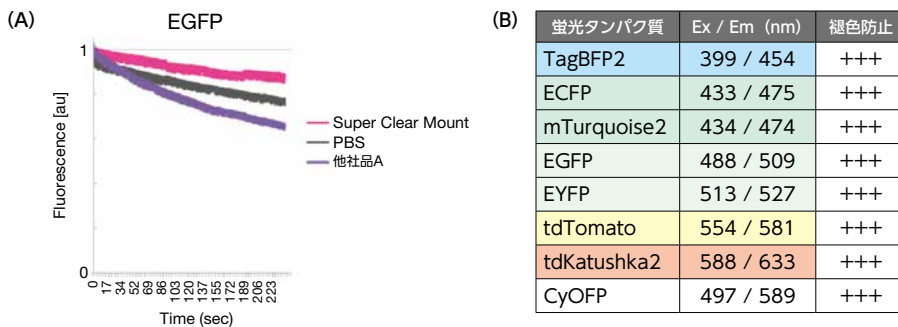 (A)
EGFP
1
0
Fluorescence [au]
0 17 34 52 69 86 103 120 137 155 172 189 206 223
Time (sec)
Super Clear Mount
PBS
他社品A
(B)
蛍光タンパク質 Ex / Em (nm) 褪色防止
TagBFP2 399 / 454 +++
ECFP 433 / 475 +++
mTurquoise2 434 / 474 +++
EGFP 488 / 509 +++
EYFP 513 / 527 +++
tdTomato 554 / 581 +++
tdKatushka2 588 / 633 +++
CyOFP 497 / 589 +++